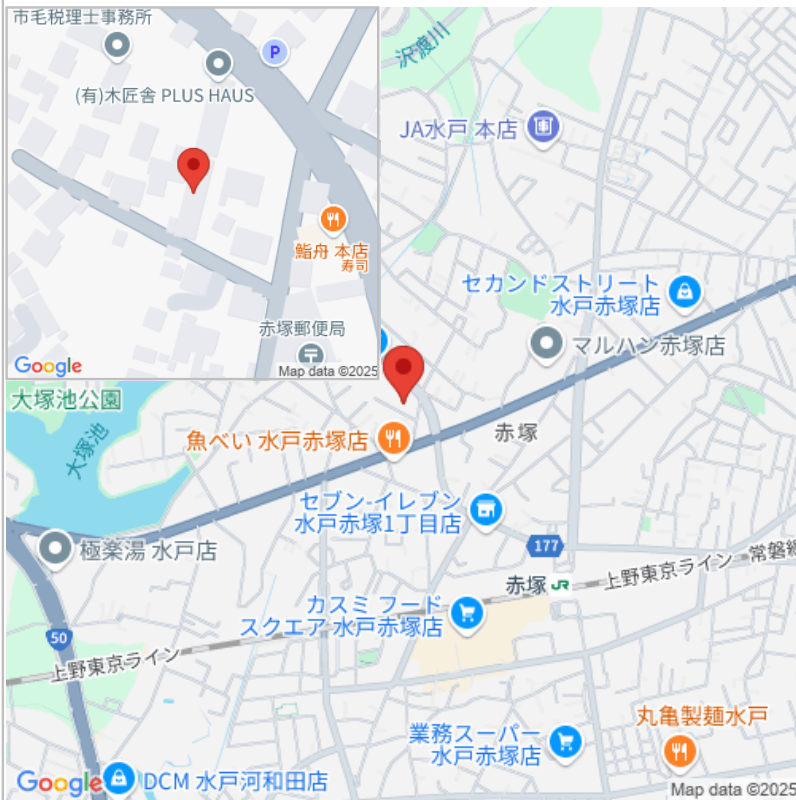 市毛税理士事務所
P
(有)木匠舎 PLUS HAUS
鮨舟 本店
寿司
赤塚郵便局
Google
Map data ©2025
沢渡川
JA水戸 本店
セカンドストリート
水戸赤塚店
マルハン赤塚店
大塚池公園
大塚池
魚べい 水戸赤塚店
赤塚
セブン-イレブン
水戸赤塚1丁目店
177
極楽湯 水戸店
赤塚 JR
上野東京ライン 常磐線
カスミ フード
スクエア 水戸赤塚店
50
上野東京ライン
業務スーパー
水戸赤塚店
丸亀製麺水戸
Google
DCM 水戸河和田店
Map data ©2025